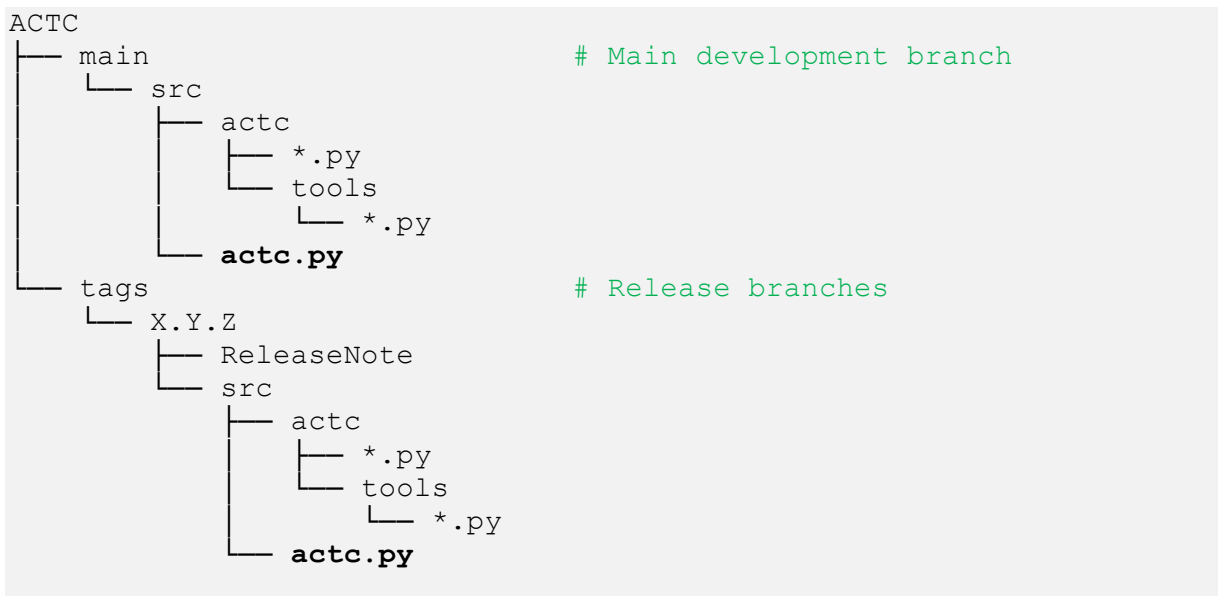 ACTC
├── main # Main development branch
│   └── src
│       ├── actc
│       │   ├── *.py
│       │   └── tools
│       │       └── *.py
│       └── actc.py
└── tags # Release branches
    └── X.Y.Z
        ├── ReleaseNote
        └── src
            ├── actc
            │   ├── *.py
            │   └── tools
            │       └── *.py
            └── actc.py